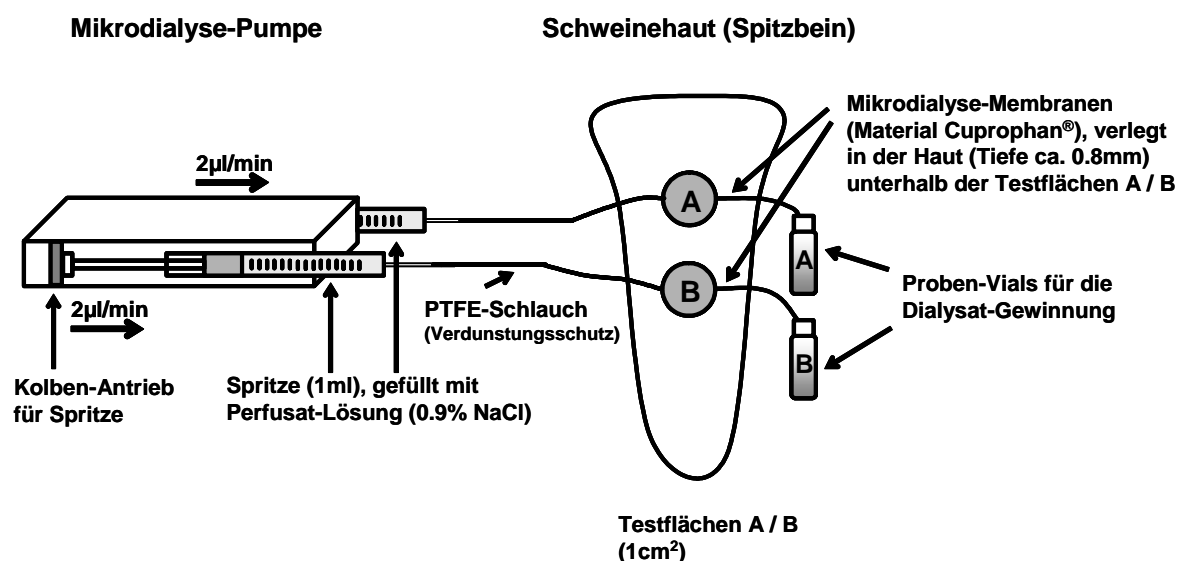 Mikrodialyse-Pumpe
Schweinehaut (Spitzbein)
Mikrodialyse-Membranen
(Material Cuprophan®), verlegt
in der Haut (Tiefe ca. 0.8mm)
unterhalb der Testflächen A / B
2µl/min
A
A
B
B
2µl/min
PTFE-Schlauch
(Verdunstungsschutz)
Proben-Vials für die
Dialysat-Gewinnung
Kolben-Antrieb
für Spritze
Spritze (1ml), gefüllt mit
Perfusat-Lösung (0.9% NaCl)
Testflächen A / B
(1cm²)